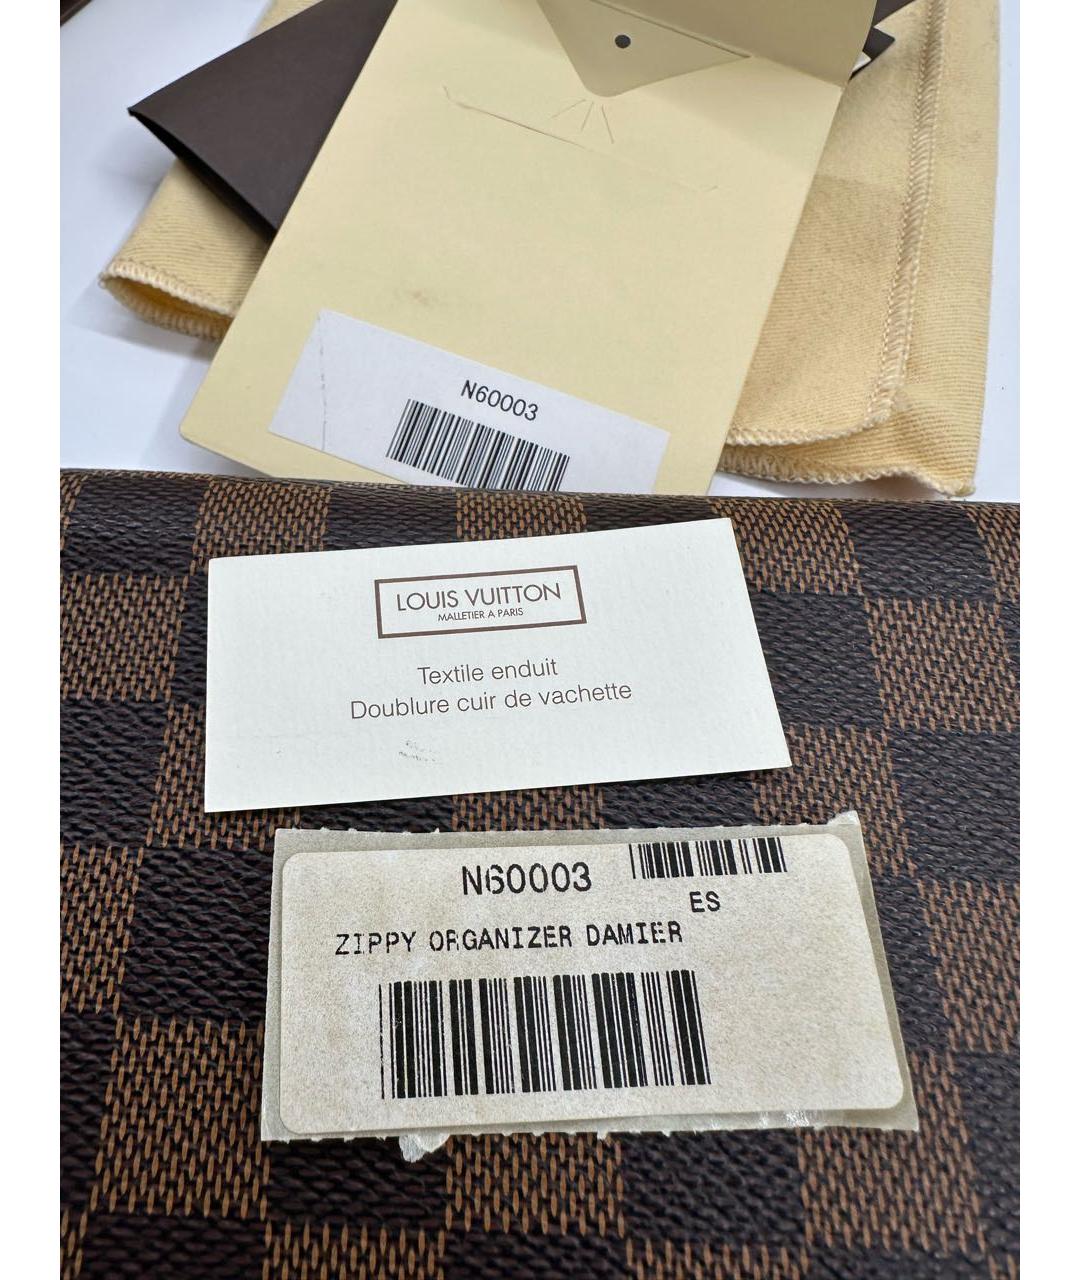 N60003
LOUIS VUITTON
MALLETIER A PARIS
Textile enduit
Doublure cuir de vachette
N60003
ES
ZIPPY ORGANIZER DAMIER